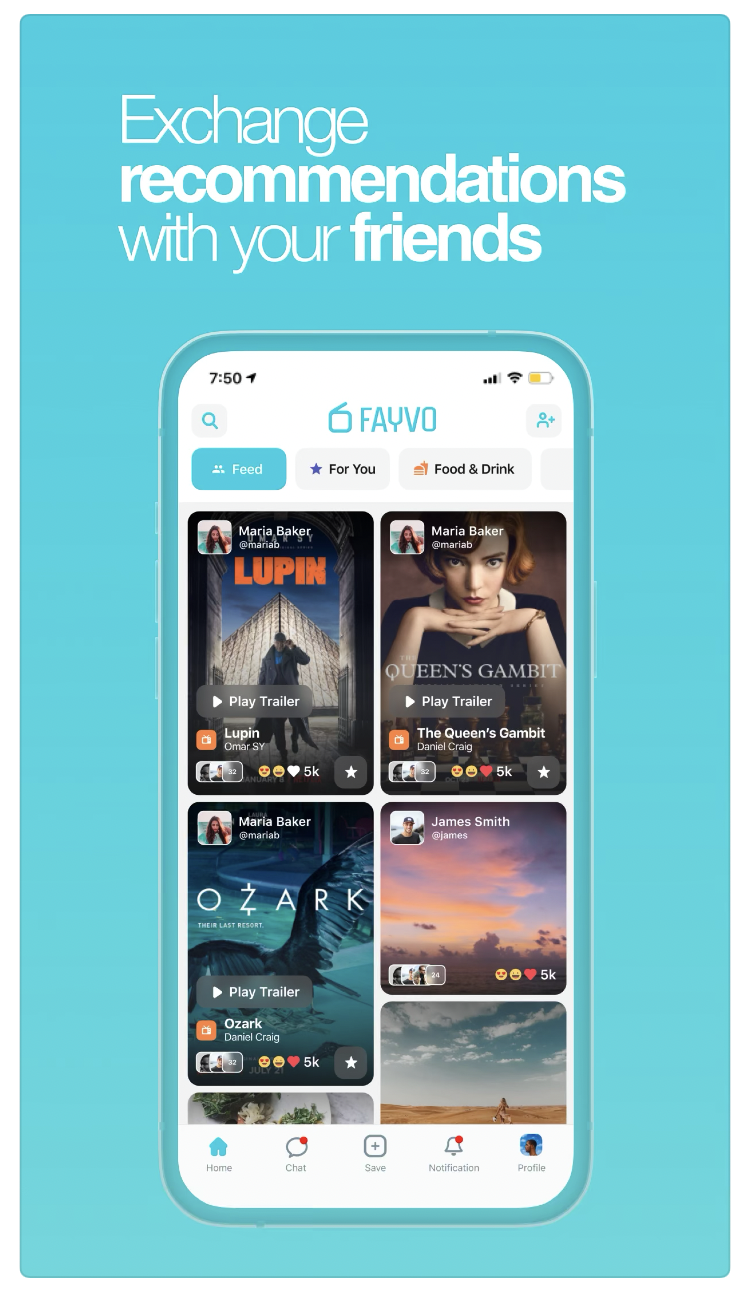 Exchange
recommendations
with your friends
7:50
FAYVO
Feed
For You
Food & Drink
Maria Baker
@mariab
LUPIN
Play Trailer
Lupin
Omar SY
32
5k
Maria Baker
@mariab
THE
QUEEN'S GAMBIT
Play Trailer
The Queen's Gambit
Daniel Craig
32
5k
Maria Baker
@mariab
OZARK
THEIR LAST RESORT.
Play Trailer
Ozark
Daniel Craig
32
5k
JULY 21
James Smith
@james
24
5k
Home
Chat
Save
Notification
Profile